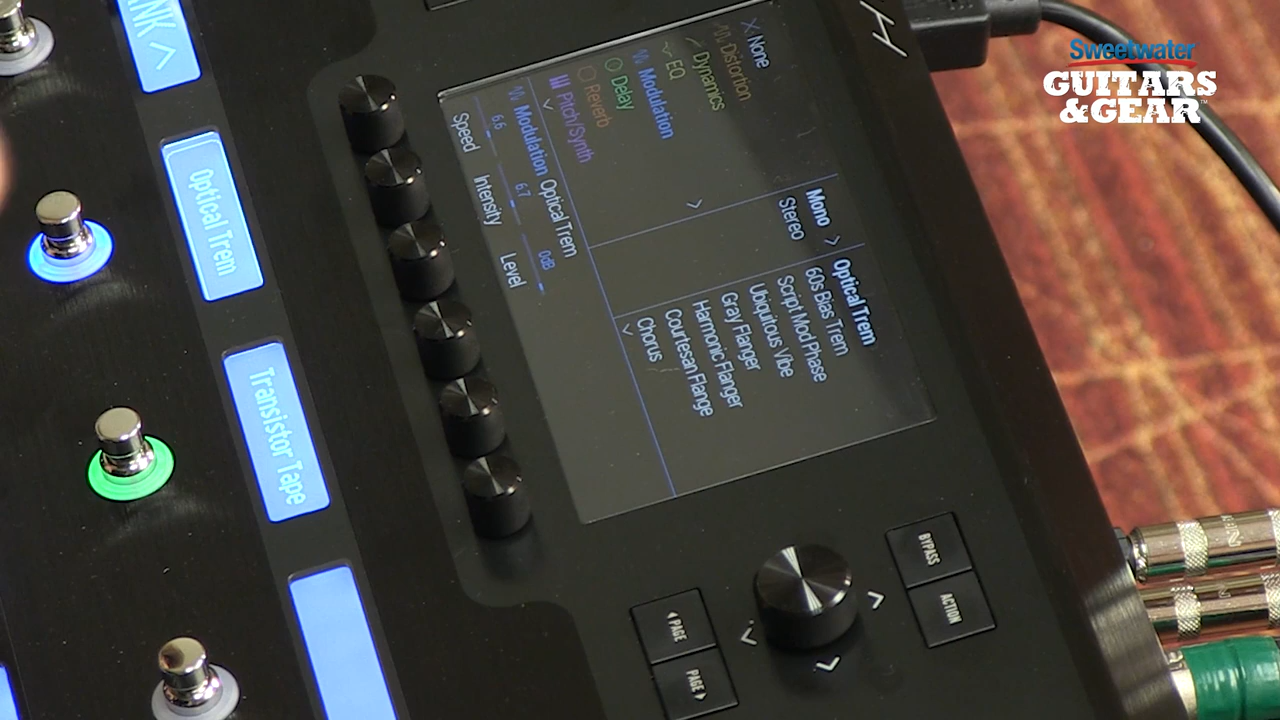 Sweetwater
GUITARS
& GEAR™
BANK ᐱ
Optical Trem
Transistor Tape
None
Distortion
Dynamics
EQ
Modulation
Delay
Reverb
Pitch/Synth
Mono
Stereo
Optical Trem
60s Bias Trem
Script Mod Phase
Ubiquitous Vibe
Gray Flanger
Harmonic Flanger
Courtesan Flange
Chorus
Modulation Optical Trem
6.6
6.7
0dB
Speed
Intensity
Level
BYPASS
ACTION
PAGE
PAGE